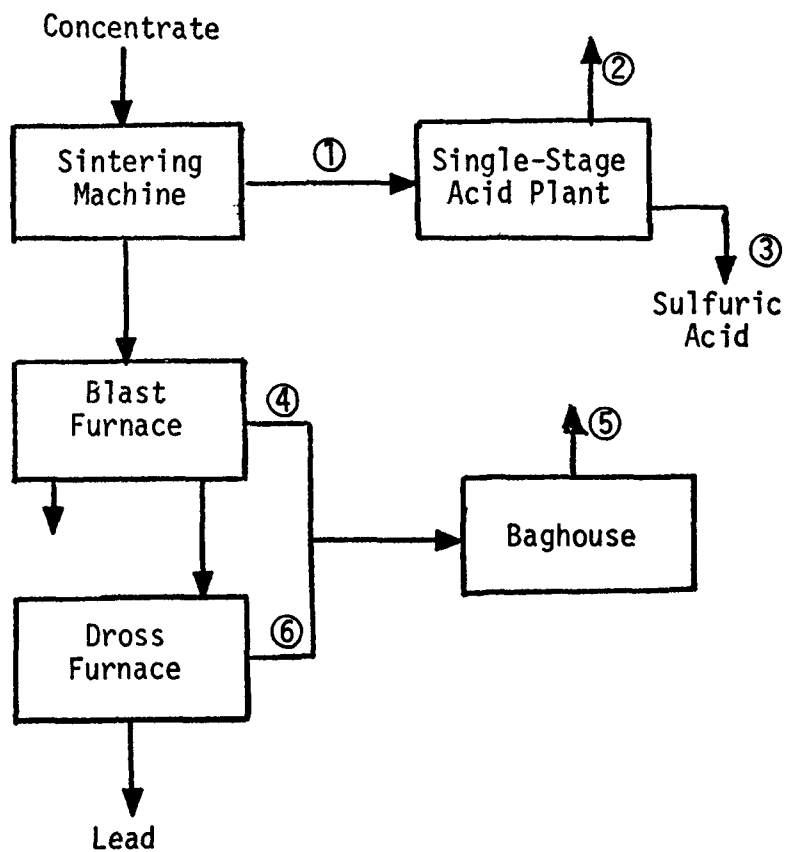 Concentrate
②
Sintering
Machine
①
Single-Stage
Acid Plant
③
Sulfuric
Acid
Blast
Furnace
④
⑤
Baghouse
Dross
Furnace
⑥
Lead